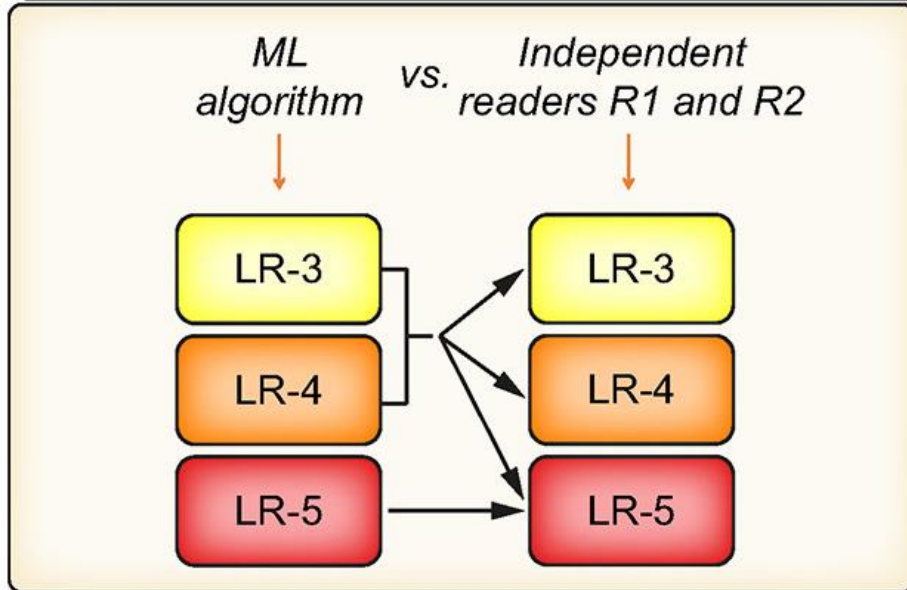 ML
algorithm
vs.
Independent
readers R1 and R2
LR-3
LR-3
LR-4
LR-4
LR-5
LR-5